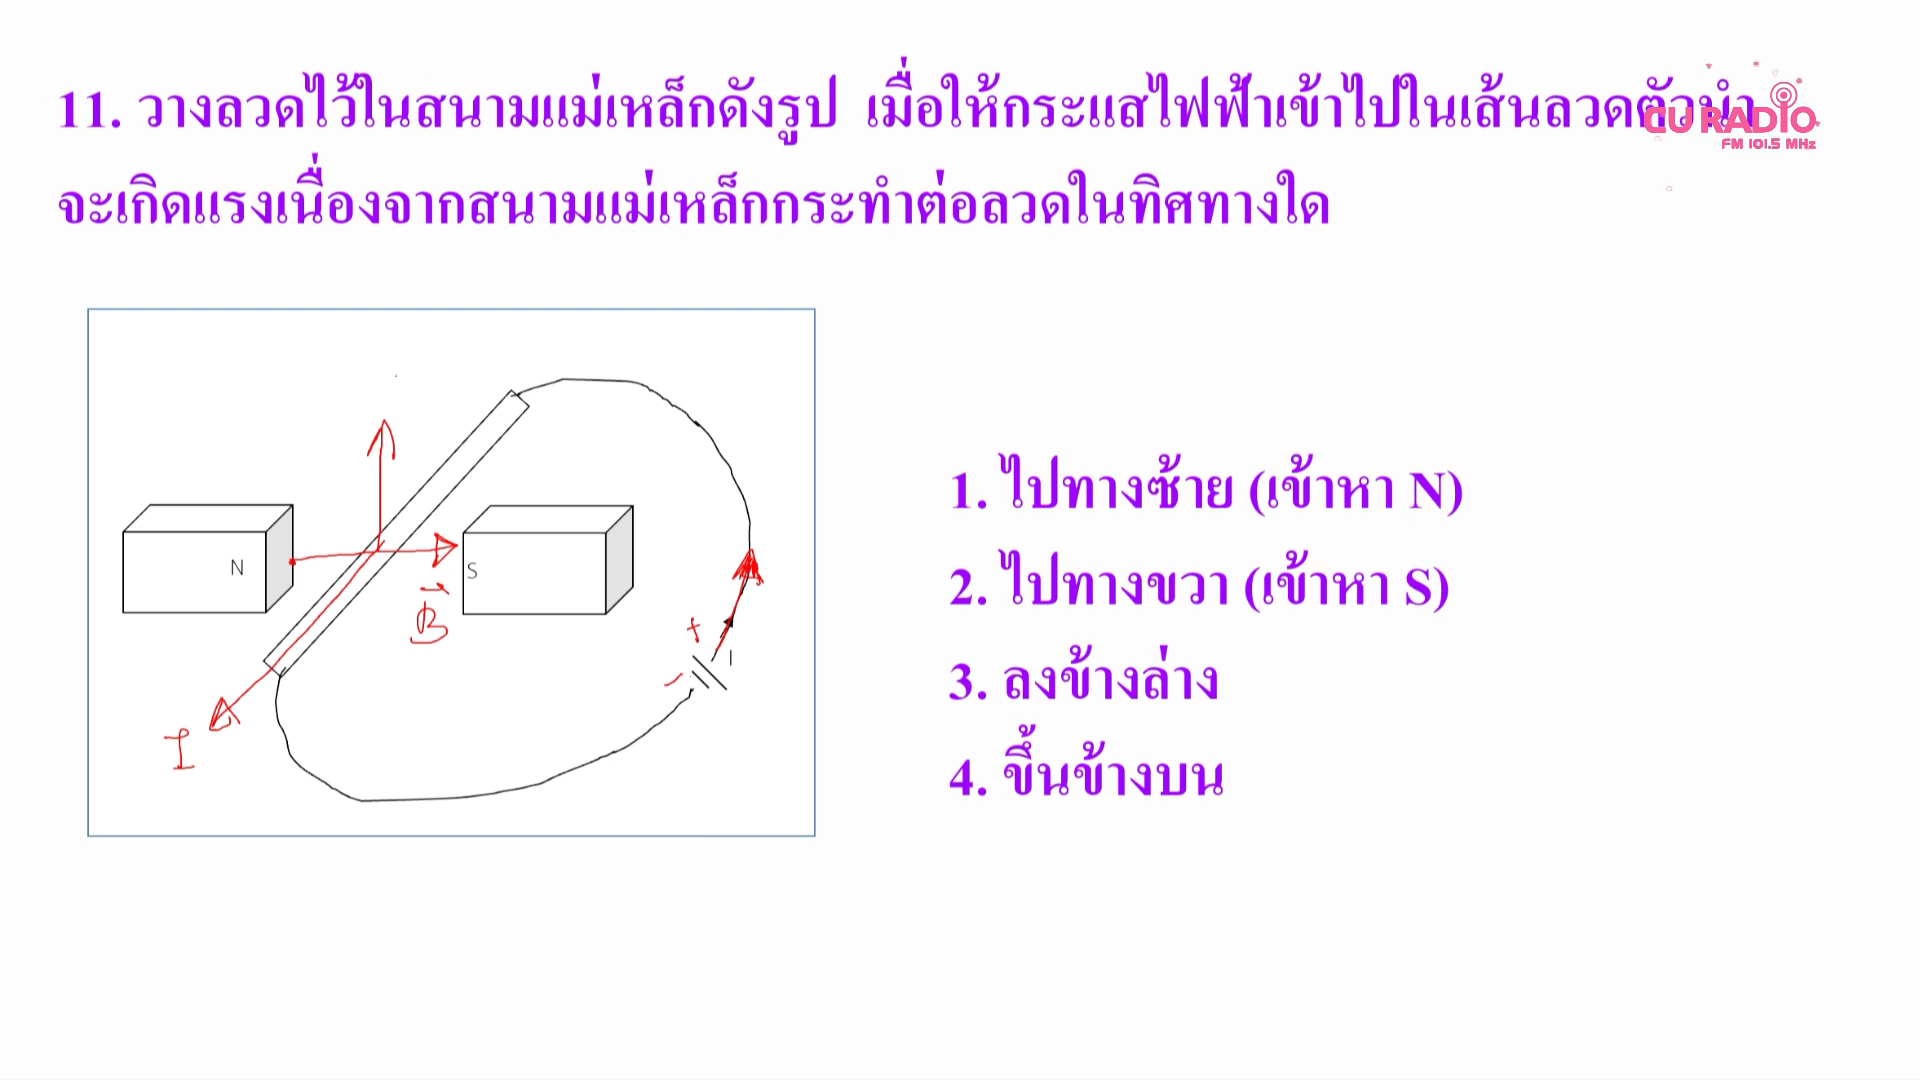 11. วางลวดไว้ในสนามแม่เหล็กดังรูป เมื่อให้กระแสไฟฟ้าเข้าไปในเส้นลวดตัวนำ
จะเกิดแรงเนื่องจากสนามแม่เหล็กกระทำต่อลวดในทิศทางใด
CU RADIO
FM 101.5 MHz
N
S
B
I
+
-
I
1. ไปทางซ้าย (เข้าหา N)
2. ไปทางขวา (เข้าหา S)
3. ลงข้างล่าง
4. ขึ้นข้างบน